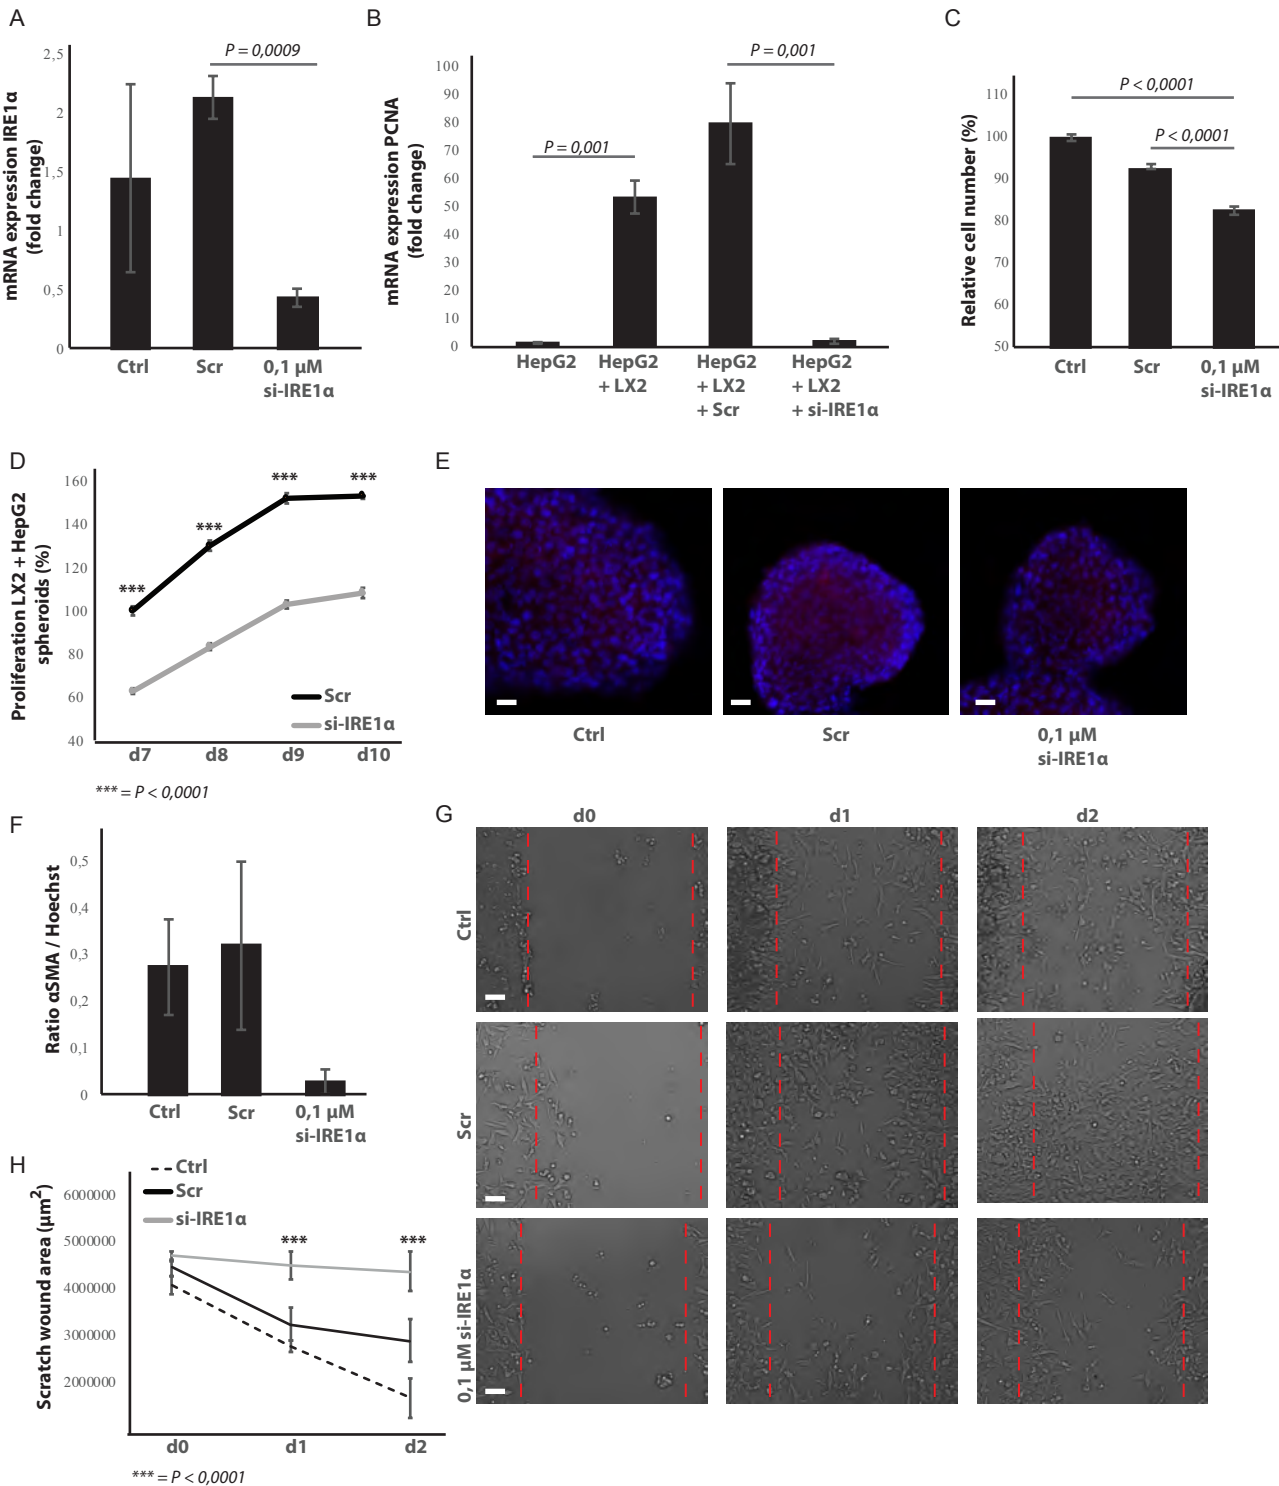 A
mRNA expression IRE1α
(fold change)
2,5
2
1,5
1
0,5
0
P = 0,0009
Ctrl
Scr
0,1 µM
si-IRE1α
B
mRNA expression PCNA
(fold change)
100
90
80
70
60
50
40
30
20
10
0
P = 0,001
P = 0,001
HepG2
HepG2
+ LX2
HepG2
+ LX2
+ Scr
HepG2
+ LX2
+ si-IRE1α
C
Relative cell number (%)
110
100
90
80
70
60
50
P < 0,0001
P < 0,0001
Ctrl
Scr
0,1 µM
si-IRE1α
D
Proliferation LX2 + HepG2
spheroids (%)
160
140
120
100
80
60
40
***
***
***
***
Scr
si-IRE1α
d7
d8
d9
d10
*** = P < 0,0001
E
Ctrl
Scr
0,1 µM
si-IRE1α
F
Ratio αSMA / Hoechst
0,5
0,4
0,3
0,2
0,1
0
Ctrl
Scr
0,1 µM
si-IRE1α
G
d0
d1
d2
Ctrl
Scr
0,1 µM si-IRE1α
H
Scratch wound area (µm²)
6000000
5000000
4000000
3000000
2000000
Ctrl
Scr
si-IRE1α
***
***
d0
d1
d2
*** = P < 0,0001